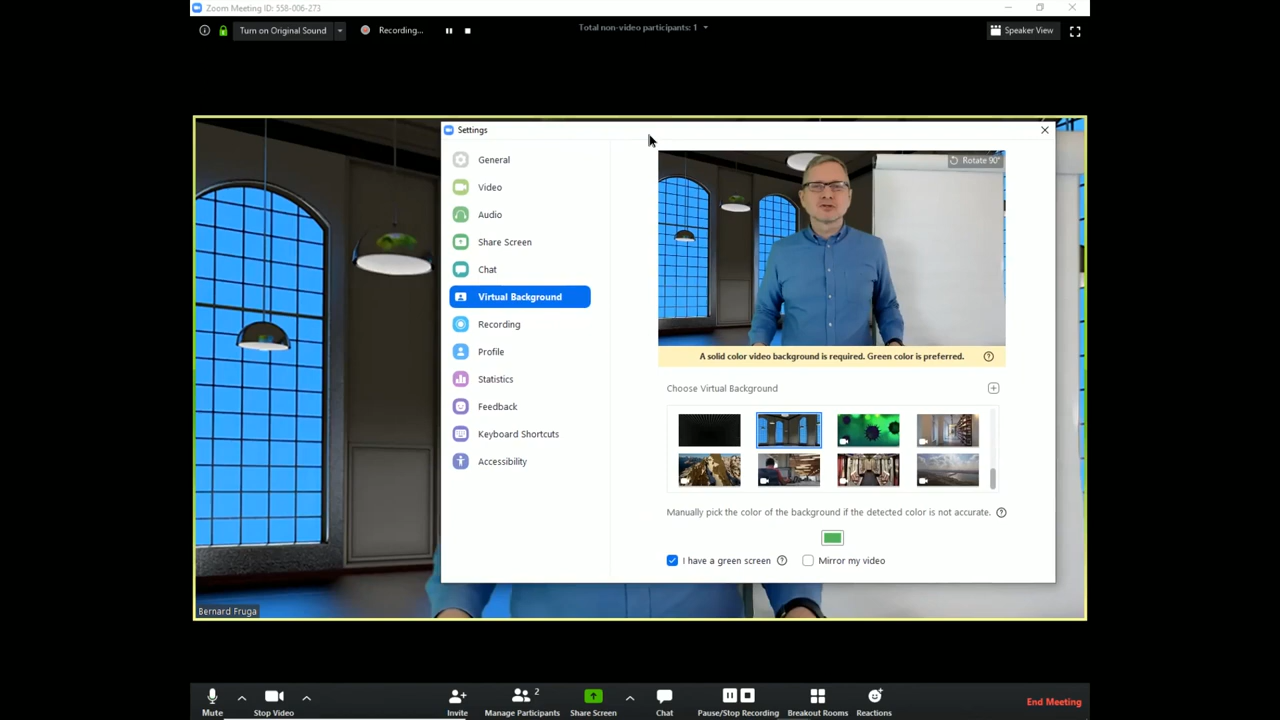 Zoom Meeting ID: 558-006-273
Turn on Original Sound
Recording...
Total non-video participants: 1
Speaker View
Settings
General
Video
Audio
Share Screen
Chat
Virtual Background
Recording
Profile
Statistics
Feedback
Keyboard Shortcuts
Accessibility
Rotate 90°
A solid color video background is required. Green color is preferred.
Choose Virtual Background
Manually pick the color of the background if the detected color is not accurate.
I have a green screen
Mirror my video
Bernard Fruga
Mute
Stop Video
Invite
2
Manage Participants
Share Screen
Chat
Pause/Stop Recording
Breakout Rooms
Reactions
End Meeting